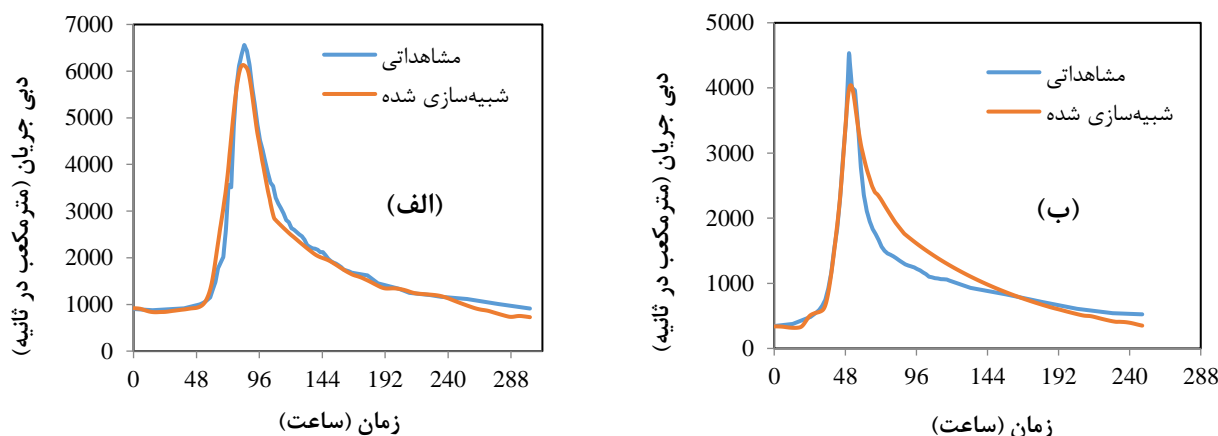 دبی جریان (مترمکعب در ثانیه)
7000
6000
5000
4000
3000
2000
1000
0
مشاهداتی
شبیه‌سازی شده
(الف)
0 48 96 144 192 240 288
زمان (ساعت)
دبی جریان (مترمکعب در ثانیه)
5000
4000
3000
2000
1000
0
مشاهداتی
شبیه‌سازی شده
(ب)
0 48 96 144 192 240 288
زمان (ساعت)